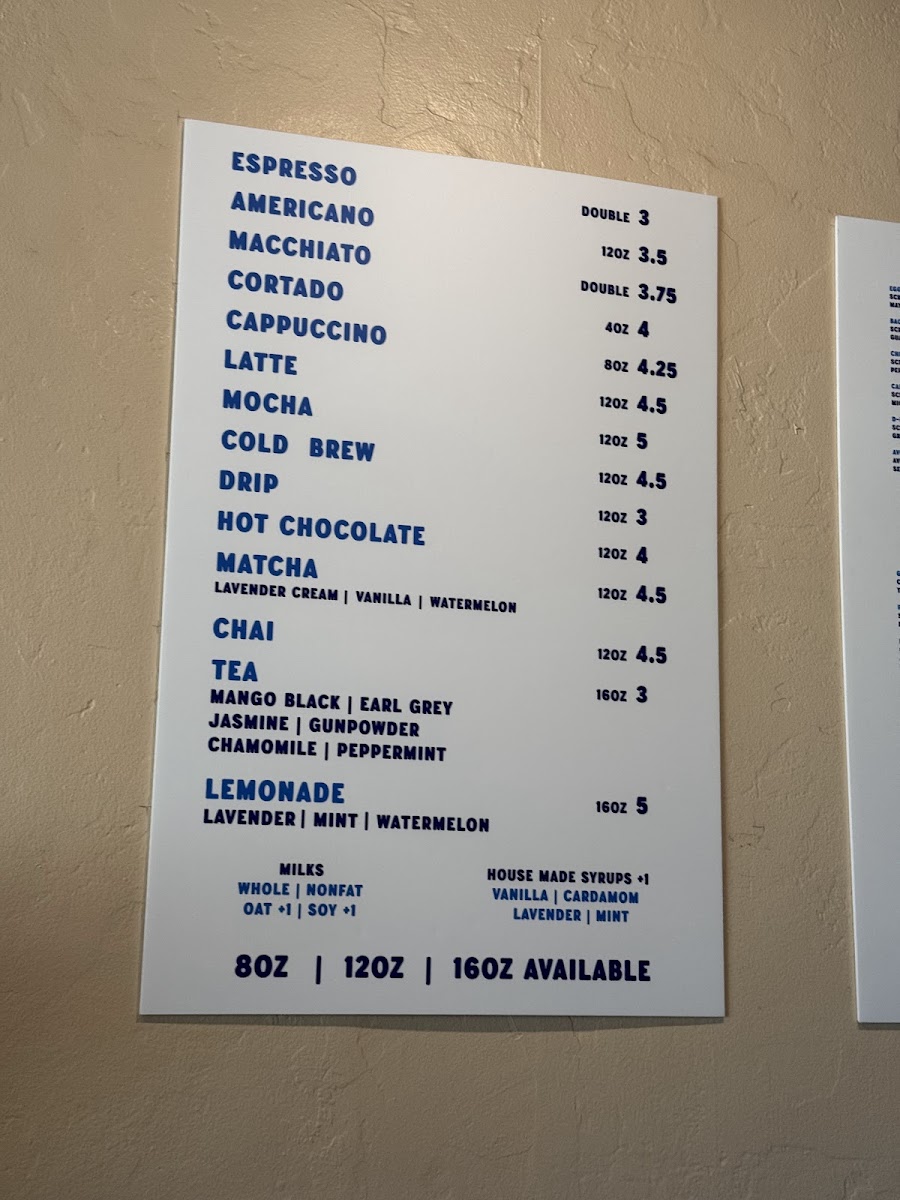 ESPRESSO DOUBLE 3
AMERICANO 12OZ 3.5
MACCHIATO DOUBLE 3.75
CORTADO 4OZ 4
CAPPUCCINO 8OZ 4.25
LATTE 12OZ 4.5
MOCHA 12OZ 5
COLD BREW 12OZ 4.5
DRIP 12OZ 3
HOT CHOCOLATE 12OZ 4
MATCHA 12OZ 4.5
LAVENDER CREAM | VANILLA | WATERMELON
CHAI 12OZ 4.5
TEA 16OZ 3
MANGO BLACK | EARL GREY
JASMINE | GUNPOWDER
CHAMOMILE | PEPPERMINT
LEMONADE 16OZ 5
LAVENDER | MINT | WATERMELON
MILKS
WHOLE | NONFAT
OAT +1 | SOY +1
HOUSE MADE SYRUPS +1
VANILLA | CARDAMOM
LAVENDER | MINT
8OZ | 12OZ | 16OZ AVAILABLE